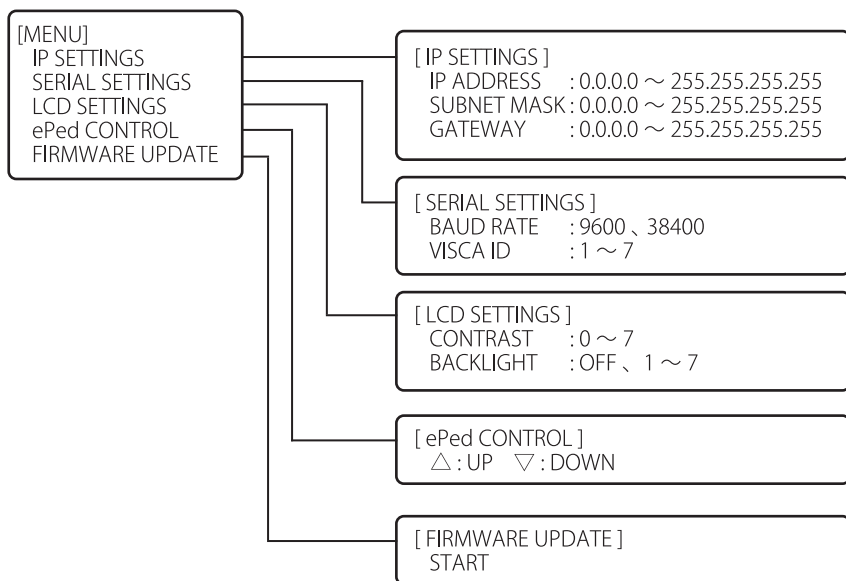 [MENU]
IP SETTINGS
SERIAL SETTINGS
LCD SETTINGS
ePed CONTROL
FIRMWARE UPDATE
[ IP SETTINGS ]
IP ADDRESS : 0.0.0.0 ～ 255.255.255.255
SUBNET MASK : 0.0.0.0 ～ 255.255.255.255
GATEWAY : 0.0.0.0 ～ 255.255.255.255
[ SERIAL SETTINGS ]
BAUD RATE : 9600 、38400
VISCA ID : 1 ～ 7
[ LCD SETTINGS ]
CONTRAST : 0 ～ 7
BACKLIGHT : OFF 、 1 ～ 7
[ ePed CONTROL ]
△ : UP ▽ : DOWN
[ FIRMWARE UPDATE ]
START